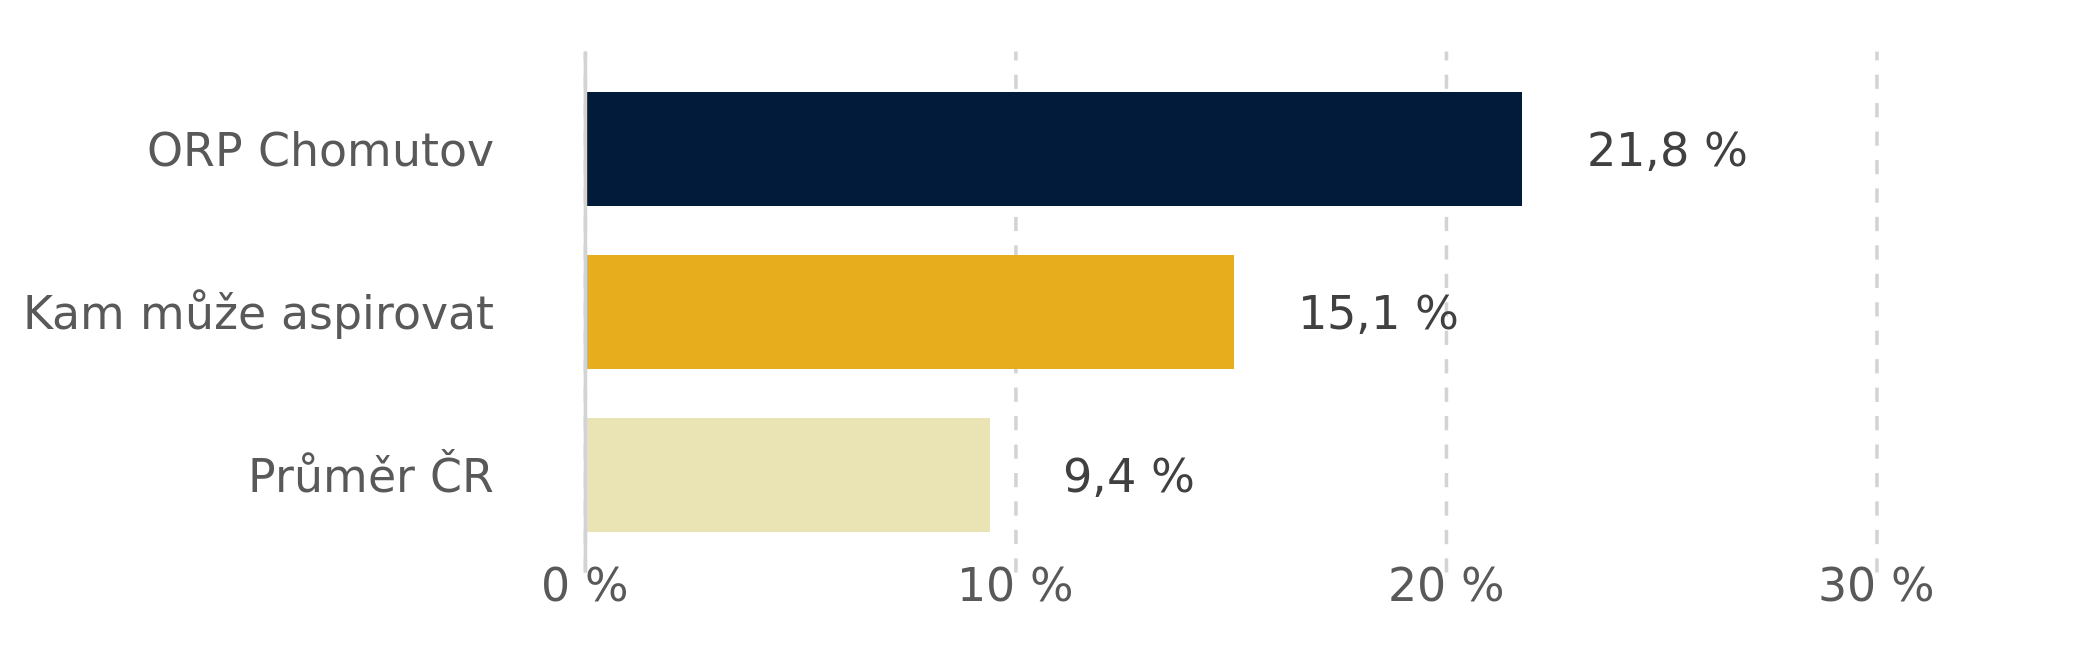 ORP Chomutov
21,8 %
Kam může aspirovat
15,1 %
Průměr ČR
9,4 %
0 %
10 %
20 %
30 %